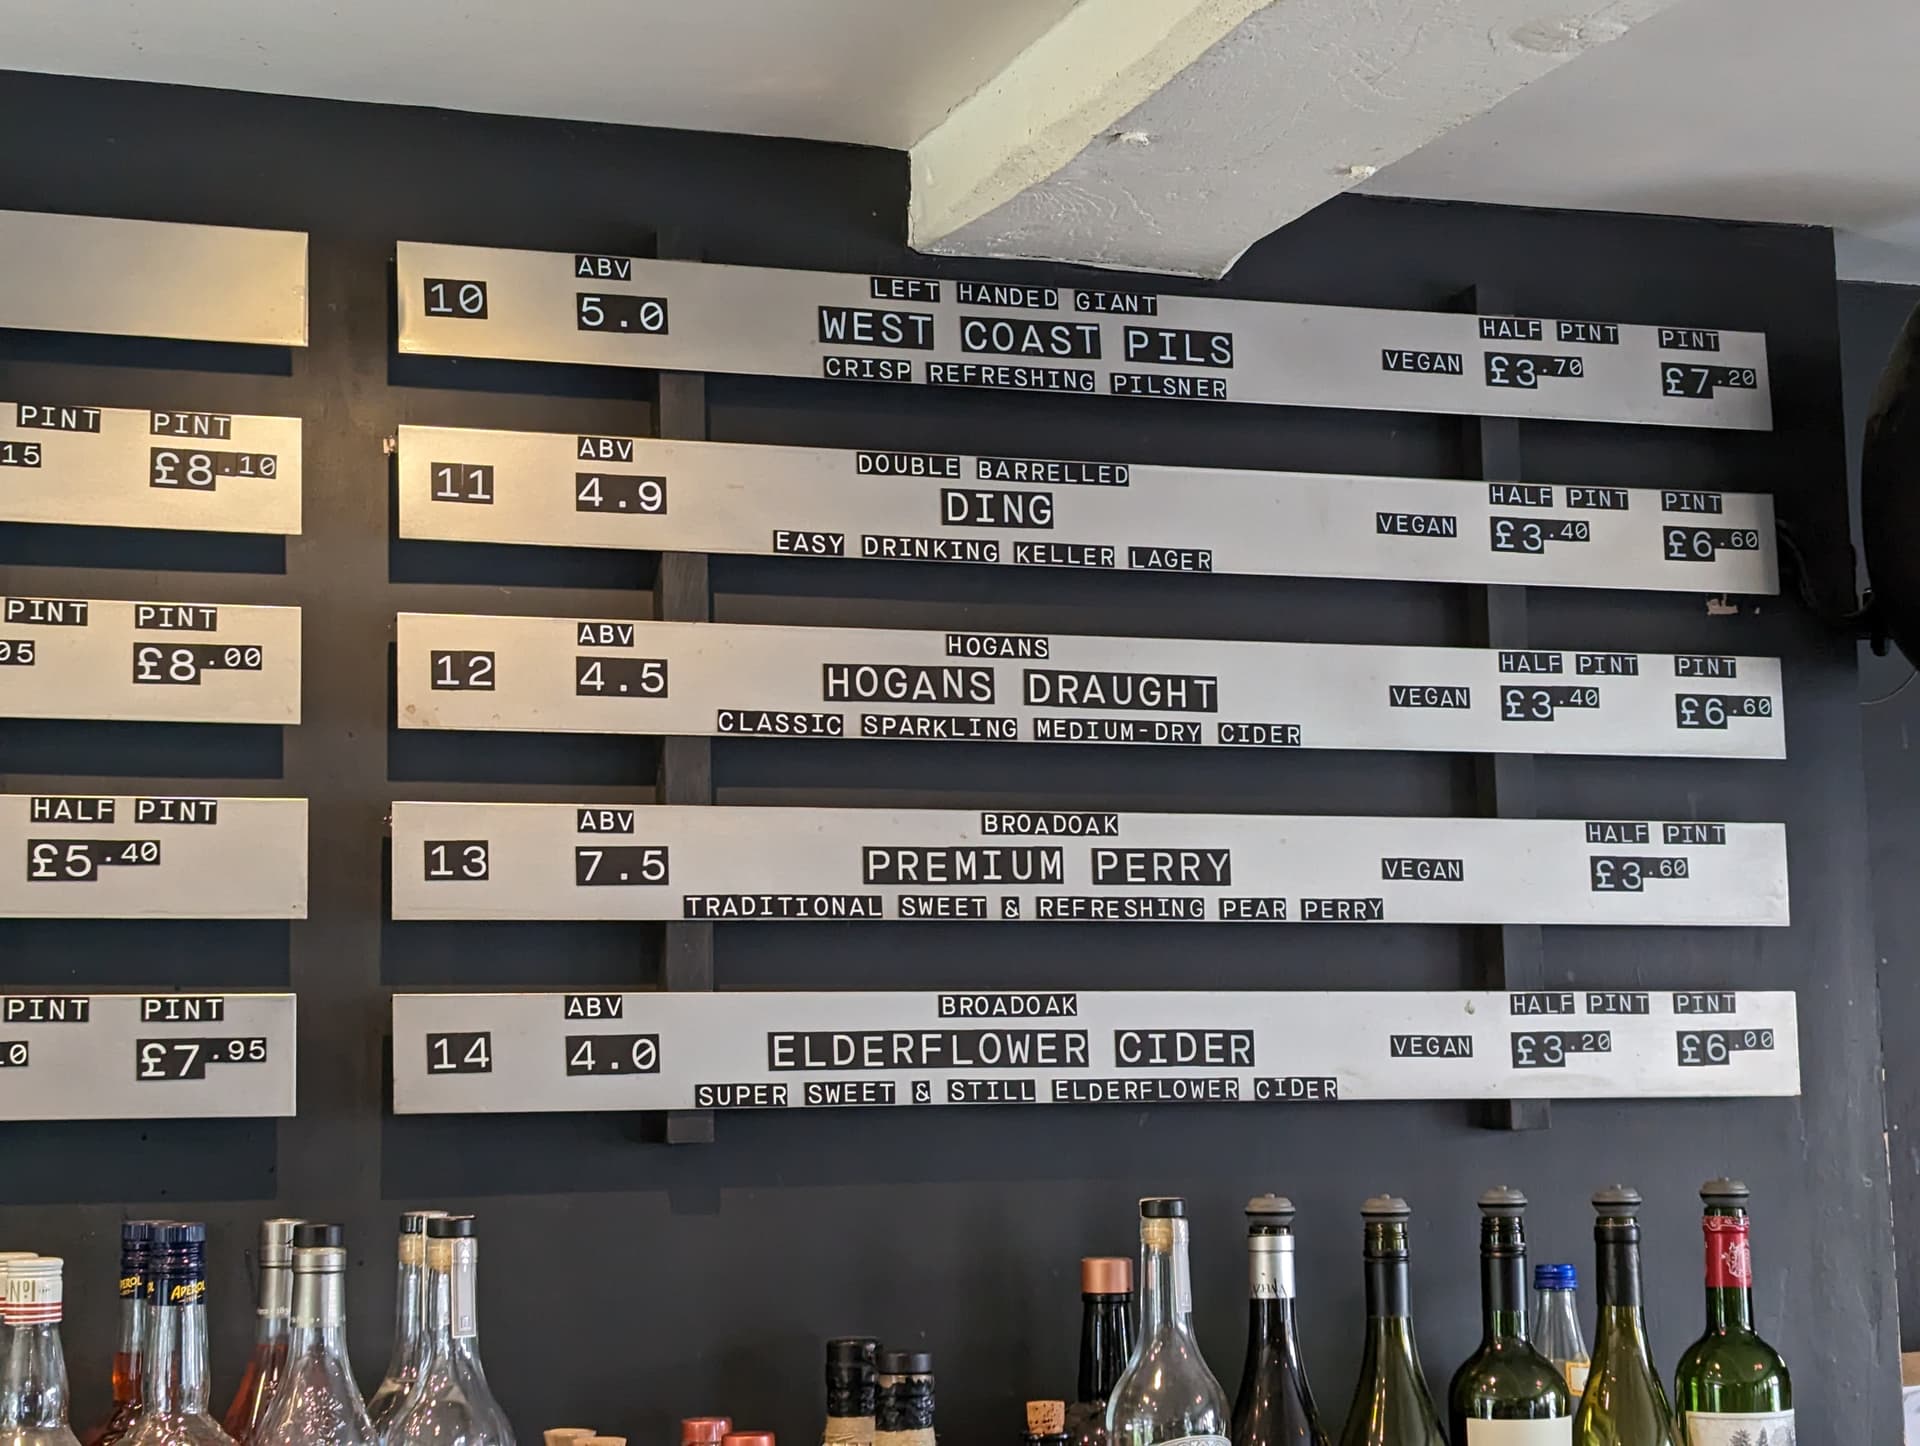 PINT PINT
15 £8.10
PINT PINT
05 £8.00
HALF PINT
£5.40
PINT PINT
£7.95
10 ABV 5.0
LEFT HANDED GIANT
WEST COAST PILS
CRISP REFRESHING PILSNER
VEGAN
HALF PINT PINT
£3.70 £7.20
11 ABV 4.9
DOUBLE BARRELLED
DING
EASY DRINKING KELLER LAGER
VEGAN
HALF PINT PINT
£3.40 £6.60
12 ABV 4.5
HOGANS
HOGANS DRAUGHT
CLASSIC SPARKLING MEDIUM-DRY CIDER
VEGAN
HALF PINT PINT
£3.40 £6.60
13 ABV 7.5
BROADOAK
PREMIUM PERRY
TRADITIONAL SWEET & REFRESHING PEAR PERRY
VEGAN
HALF PINT
£3.60
14 ABV 4.0
BROADOAK
ELDERFLOWER CIDER
SUPER SWEET & STILL ELDERFLOWER CIDER
VEGAN
HALF PINT PINT
£3.20 £6.00
Nº1
APEROL